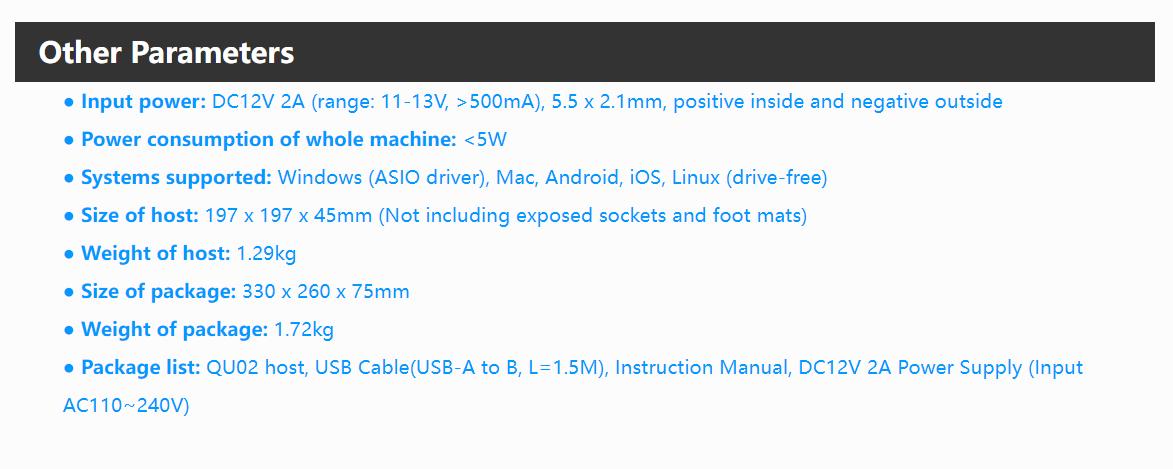 Other Parameters
● Input power: DC12V 2A (range: 11-13V, >500mA), 5.5 x 2.1mm, positive inside and negative outside
● Power consumption of whole machine: <5W
● Systems supported: Windows (ASIO driver), Mac, Android, iOS, Linux (drive-free)
● Size of host: 197 x 197 x 45mm (Not including exposed sockets and foot mats)
● Weight of host: 1.29kg
● Size of package: 330 x 260 x 75mm
● Weight of package: 1.72kg
● Package list: QU02 host, USB Cable(USB-A to B, L=1.5M), Instruction Manual, DC12V 2A Power Supply (Input
AC110~240V)